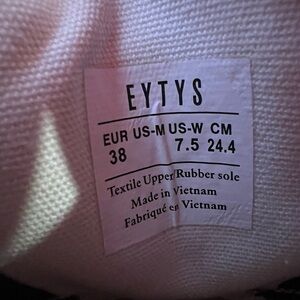 EYTYS
EUR US-M US-W CM
38 7.5 24.4
Textile Upper Rubber sole
Made in Vietnam
Fabriqué en Vietnam